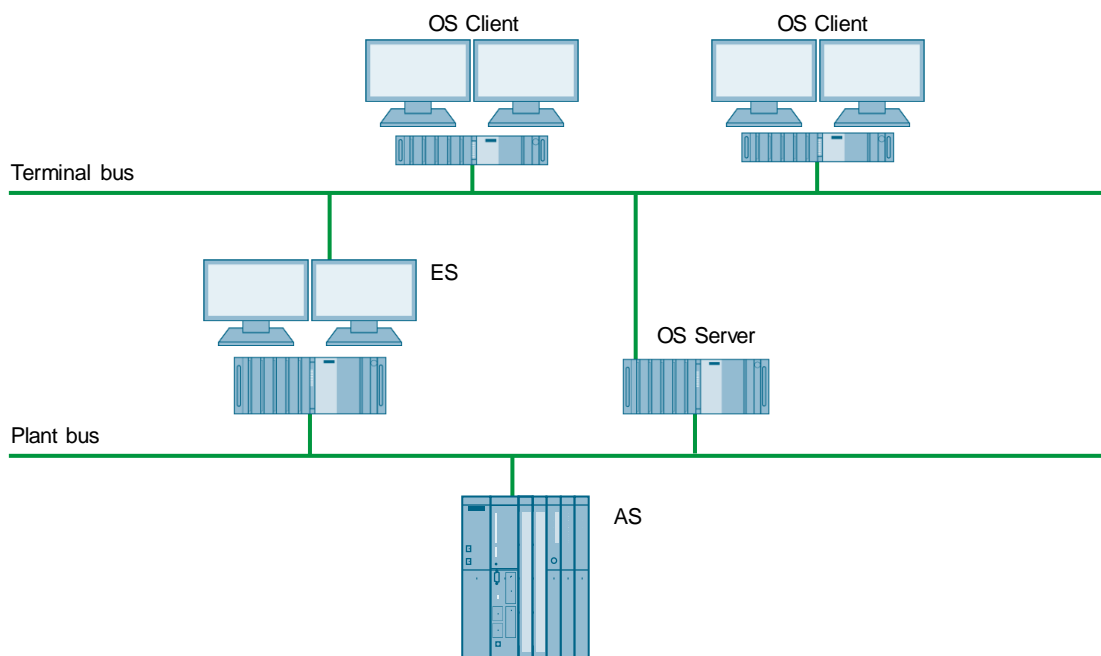 OS Client
OS Client
Terminal bus
ES
OS Server
Plant bus
AS